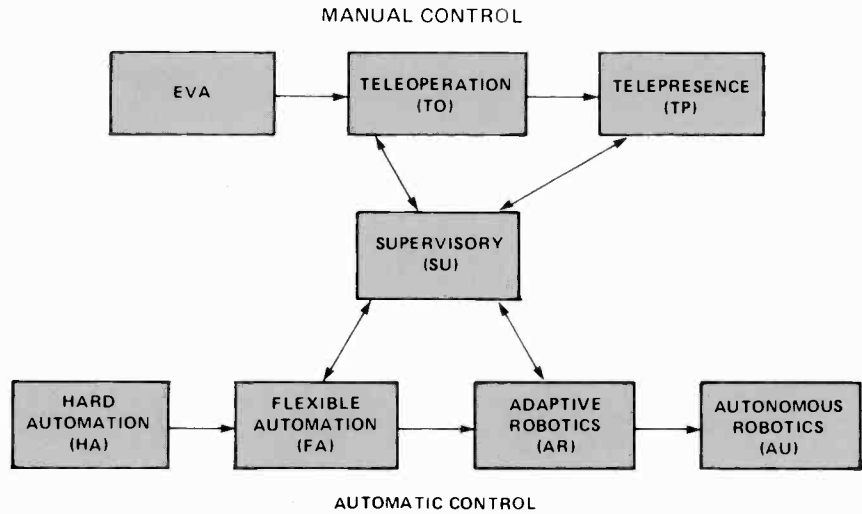 MANUAL CONTROL
EVA
TELEOPERATION
(TO)
TELEPRESENCE
(TP)
SUPERVISORY
(SU)
HARD
AUTOMATION
(HA)
FLEXIBLE
AUTOMATION
(FA)
ADAPTIVE
ROBOTICS
(AR)
AUTONOMOUS
ROBOTICS
(AU)
AUTOMATIC CONTROL